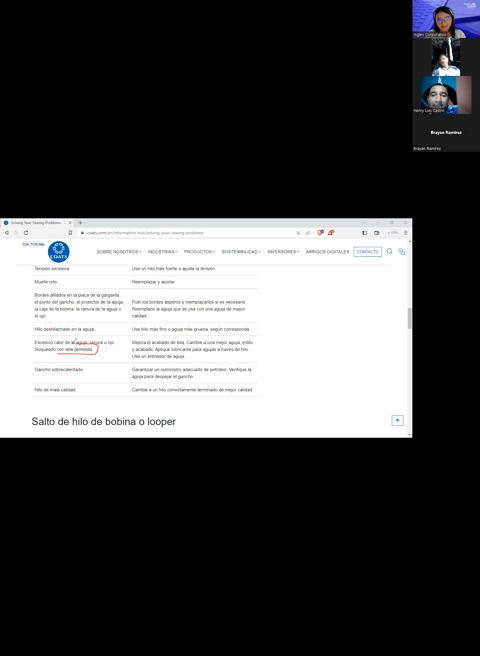 Ingles Corporativo
Henry Luis Castro
Brayan Ramirez
Brayan Ramirez
Solving Your Sewing Problems
coats.com/en/information-hub/solving-your-sewing-problems
COATS
SOBRE NOSOTROS
INDUSTRIAS
PRODUCTOS
SOSTENIBILIDAD
INVERSORES
ABRIGOS DIGITALES
CONTACTO
Tensión excesiva.
Use un hilo más fuerte o ajuste la tensión.
Muelle roto.
Reemplazar y ajustar.
Bordes afilados en la placa de la garganta,
el punto del gancho, el protector de la aguja,
la caja de la bobina, la ranura de la aguja o
el ojo.
Pulir los bordes ásperos y reemplazarlos si es necesario.
Reemplace la aguja que se usa con una aguja de mayor
calidad.
Hilo deshilachado en la aguja.
Use hilo más fino o aguja más gruesa, según corresponda.
Excesivo calor de la aguja, ranura u ojo
bloqueado con tela derretida.
Mejora el acabado de tela. Cambie a una mejor aguja, estilo
y acabado. Aplique lubricante para agujas a través de hilo.
Use un enfriador de aguja.
Gancho sobrecalentado.
Garantizar un suministro adecuado de petróleo. Verifique la
aguja para despejar el gancho.
Hilo de mala calidad.
Cambie a un hilo correctamente terminado de mejor calidad.
Salto de hilo de bobina o looper